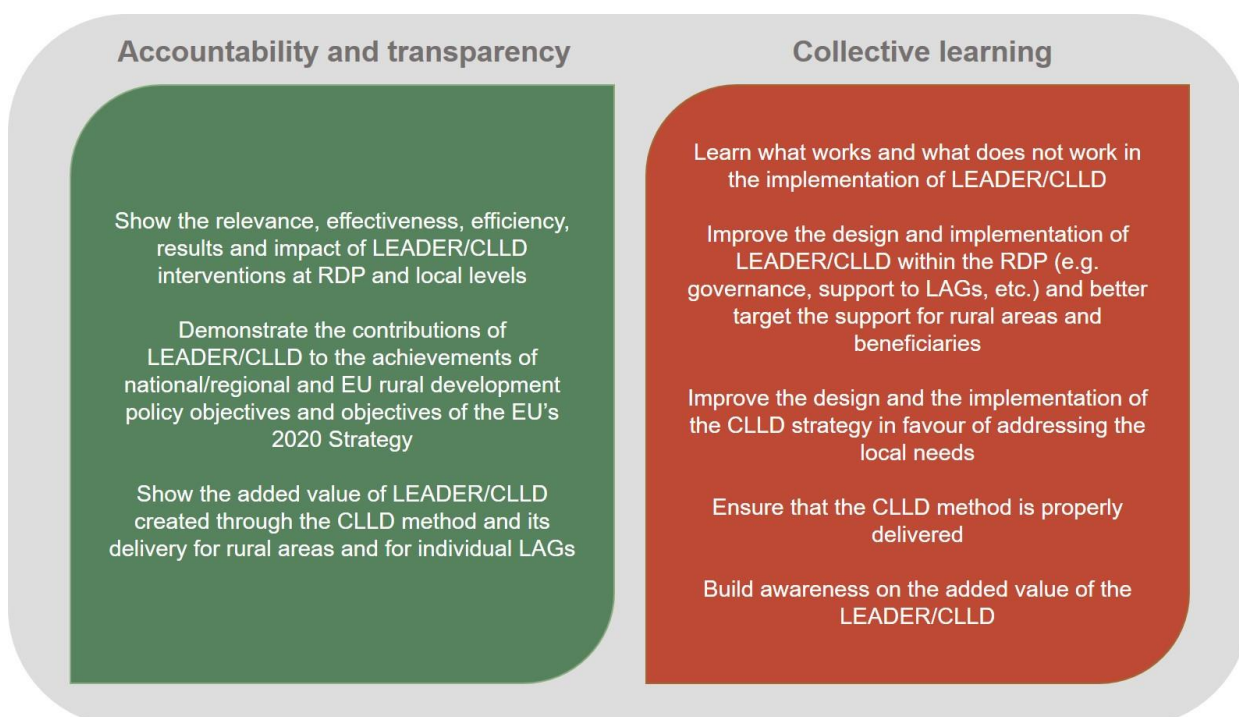 Accountability and transparency
Show the relevance, effectiveness, efficiency,
results and impact of LEADER/CLLD
interventions at RDP and local levels
Demonstrate the contributions of
LEADER/CLLD to the achievements of
national/regional and EU rural development
policy objectives and objectives of the EU's
2020 Strategy
Show the added value of LEADER/CLLD
created through the CLLD method and its
delivery for rural areas and for individual LAGs
Collective learning
Learn what works and what does not work in
the implementation of LEADER/CLLD
Improve the design and implementation of
LEADER/CLLD within the RDP (e.g.
governance, support to LAGs, etc.) and better
target the support for rural areas and
beneficiaries
Improve the design and the implementation of
the CLLD strategy in favour of addressing the
local needs
Ensure that the CLLD method is properly
delivered
Build awareness on the added value of the
LEADER/CLLD